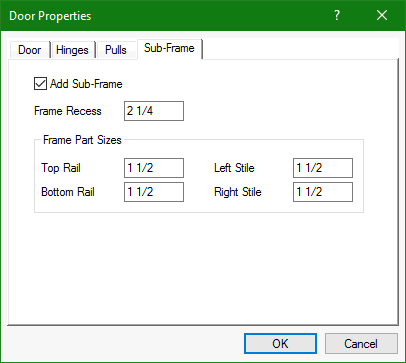 Door Properties ?
Door Hinges Pulls Sub-Frame
Add Sub-Frame
Frame Recess 2 1/4
Frame Part Sizes
Top Rail 1 1/2 Left Stile 1 1/2
Bottom Rail 1 1/2 Right Stile 1 1/2
OK Cancel